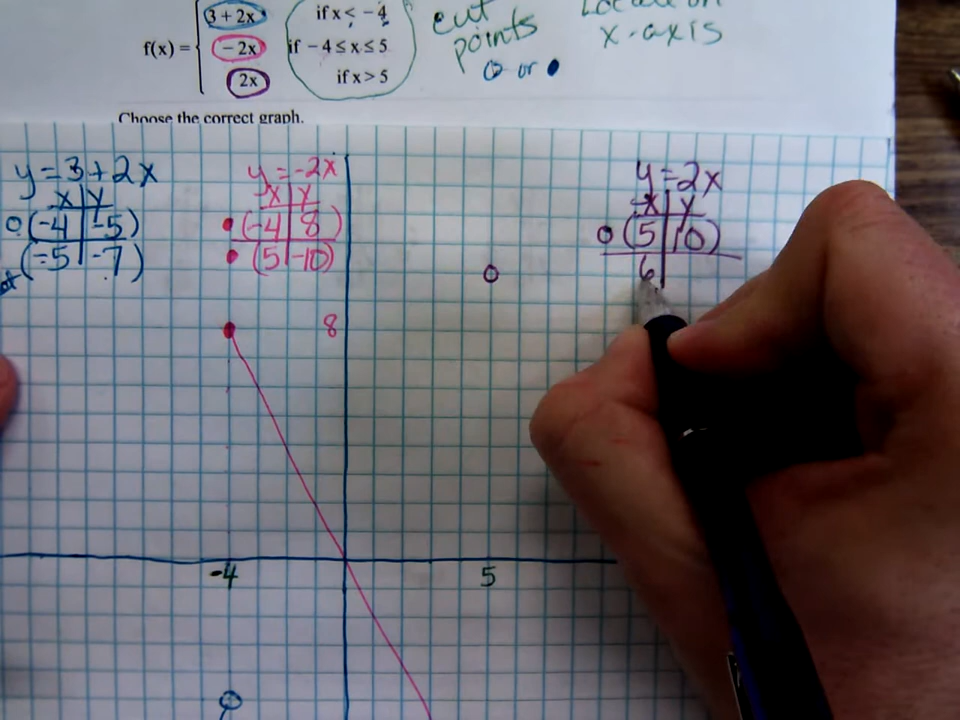 3 + 2x if x < -4
f(x) = - 2x if -4 ≤ x ≤ 5
2x if x > 5
cut points
o or •
x-axis
Choose the correct graph.
y = 3 + 2x
x y
o (-4 -5)
(-5 -7)
y = -2x
x y
• (-4 8)
• (5 -10)
y = 2x
x y
o (5 10)
6
8
-4
5